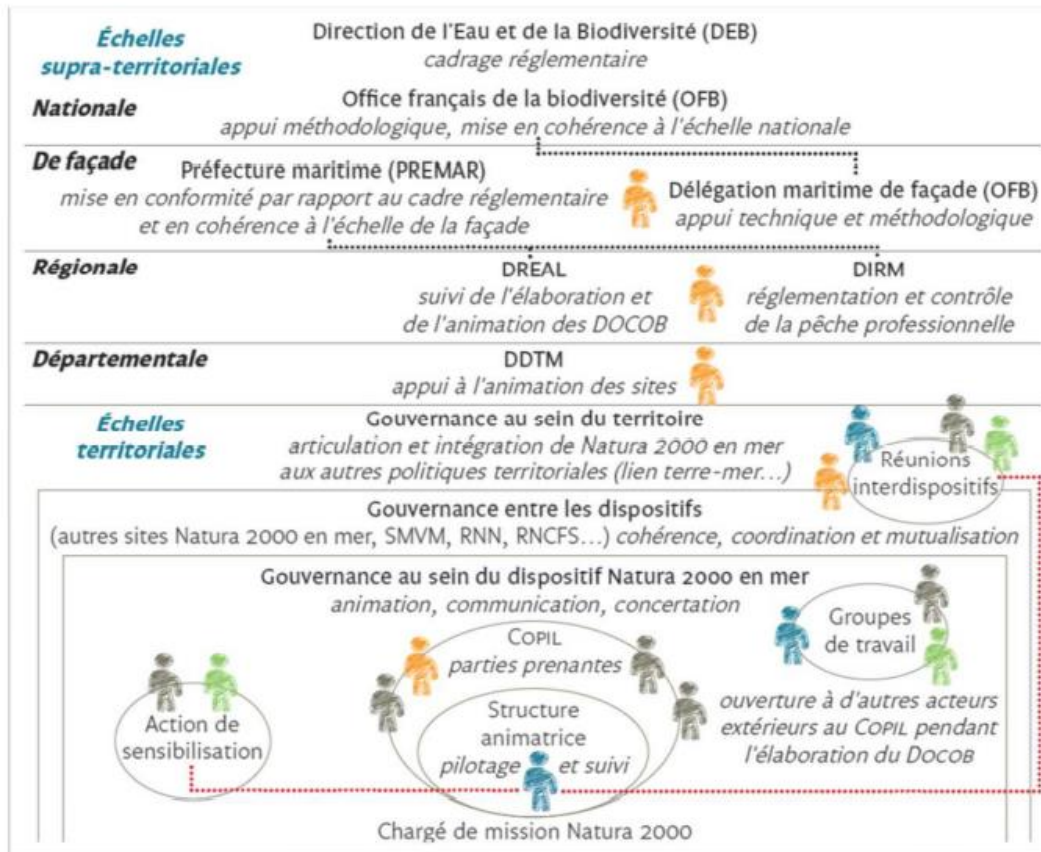 Échelles
supra-territoriales
Direction de l'Eau et de la Biodiversité (DEB)
cadrage réglementaire
Nationale
Office français de la biodiversité (OFB)
appui méthodologique, mise en cohérence à l'échelle nationale
De façade
Préfecture maritime (PREMAR)
mise en conformité par rapport au cadre réglementaire
et en cohérence à l'échelle de la façade
Délégation maritime de façade (OFB)
appui technique et méthodologique
Régionale
DREAL
suivi de l'élaboration et
de l'animation des DOCOB
DIRM
réglementation et contrôle
de la pêche professionnelle
Départementale
DDTM
appui à l'animation des sites
Échelles
territoriales
Gouvernance au sein du territoire
articulation et intégration de Natura 2000 en mer
aux autres politiques territoriales (lien terre-mer...)
Réunions
interdispositifs
Gouvernance entre les dispositifs
(autres sites Natura 2000 en mer, SMVM, RNN, RNCFS...) cohérence, coordination et mutualisation
Gouvernance au sein du dispositif Natura 2000 en mer
animation, communication, concertation
Groupes
de travail
COPIL
parties prenantes
ouverture à d'autres acteurs
extérieurs au COPIL pendant
l'élaboration du DOCOB
Action de
sensibilisation
Structure
animatrice
pilotage et suivi
Chargé de mission Natura 2000